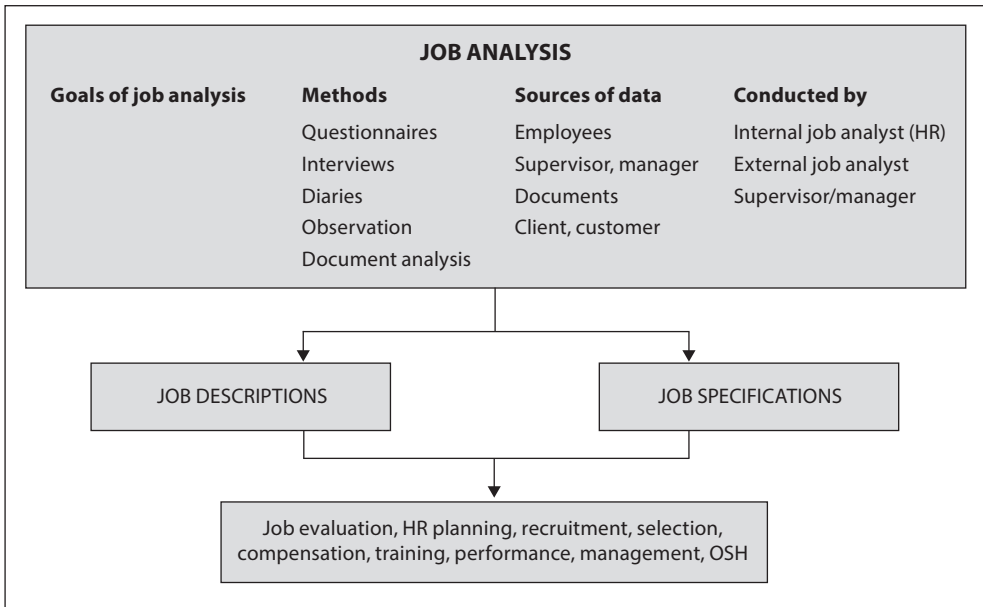 JOB ANALYSIS
Goals of job analysis
Methods
Questionnaires
Interviews
Diaries
Observation
Document analysis
Sources of data
Employees
Supervisor, manager
Documents
Client, customer
Conducted by
Internal job analyst (HR)
External job analyst
Supervisor/manager
JOB DESCRIPTIONS
JOB SPECIFICATIONS
Job evaluation, HR planning, recruitment, selection,
compensation, training, performance, management, OSH